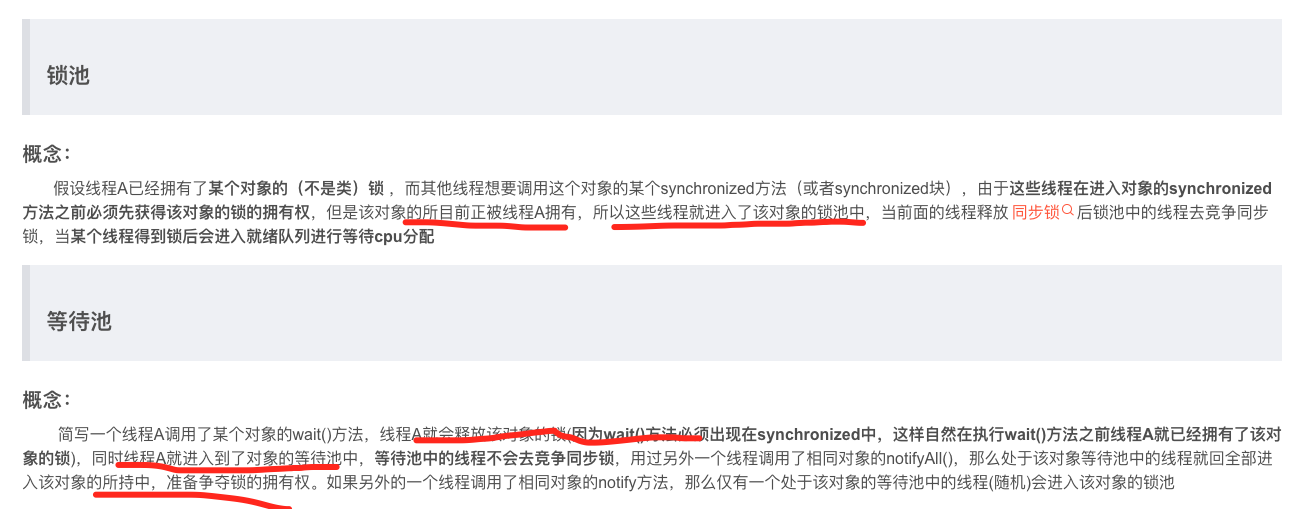 锁池
概念：
假设线程A已经拥有了某个对象的（不是类）锁 ，而其他线程想要调用这个对象的某个synchronized方法（或者synchronized块），由于这些线程在进入对象的synchronized
方法之前必须先获得该对象的锁的拥有权，但是该对象的所目前正被线程A拥有，所以这些线程就进入了该对象的锁池中，当前面的线程释放 同步锁 后锁池中的线程去竞争同步
锁，当某个线程得到锁后会进入就绪队列进行等待cpu分配
等待池
概念：
简写一个线程A调用了某个对象的wait()方法，线程A就会释放该对象的锁(因为wait()方法必须出现在synchronized中，这样自然在执行wait()方法之前线程A就已经拥有了该对
象的锁)，同时线程A就进入到了对象的等待池中，等待池中的线程不会去竞争同步锁，用过另外一个线程调用了相同对象的notifyAll()，那么处于该对象等待池中的线程就回全部进
入该对象的所持中，准备争夺锁的拥有权。如果另外的一个线程调用了相同对象的notify方法，那么仅有一个处于该对象的等待池中的线程(随机)会进入该对象的锁池